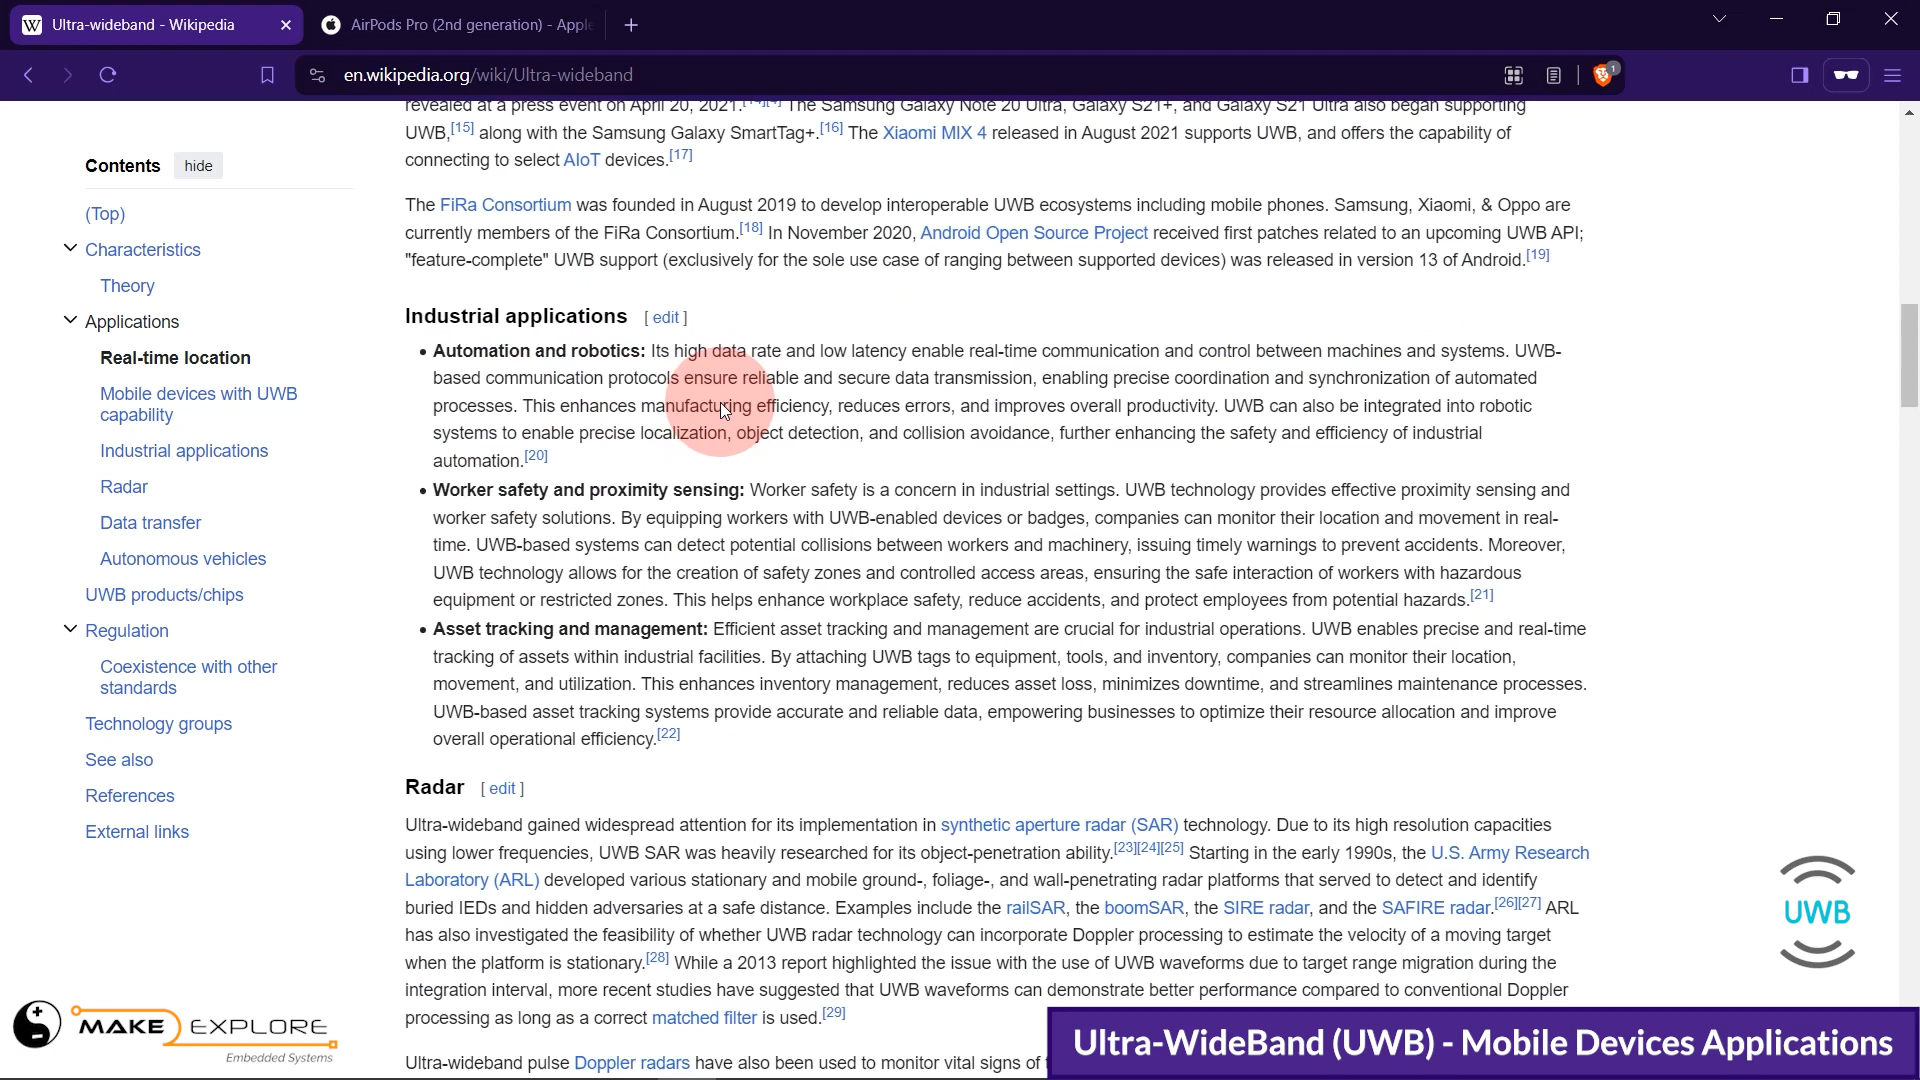 Ultra-wideband - Wikipedia
AirPods Pro (2nd generation) - Apple
en.wikipedia.org/wiki/Ultra-wideband
1
Contents hide
(Top)
Characteristics
Theory
Applications
Real-time location
Mobile devices with UWB
capability
Industrial applications
Radar
Data transfer
Autonomous vehicles
UWB products/chips
Regulation
Coexistence with other
standards
Technology groups
See also
References
External links
revealed at a press event on April 20, 2021.[14][4] The Samsung Galaxy Note 20 Ultra, Galaxy S21+, and Galaxy S21 Ultra also began supporting
UWB,[15] along with the Samsung Galaxy SmartTag+.[16] The Xiaomi MIX 4 released in August 2021 supports UWB, and offers the capability of
connecting to select AIoT devices.[17]
The FiRa Consortium was founded in August 2019 to develop interoperable UWB ecosystems including mobile phones. Samsung, Xiaomi, & Oppo are
currently members of the FiRa Consortium.[18] In November 2020, Android Open Source Project received first patches related to an upcoming UWB API;
"feature-complete" UWB support (exclusively for the sole use case of ranging between supported devices) was released in version 13 of Android.[19]
Industrial applications [ edit ]
• Automation and robotics: Its high data rate and low latency enable real-time communication and control between machines and systems. UWB-
based communication protocols ensure reliable and secure data transmission, enabling precise coordination and synchronization of automated
processes. This enhances manufacturing efficiency, reduces errors, and improves overall productivity. UWB can also be integrated into robotic
systems to enable precise localization, object detection, and collision avoidance, further enhancing the safety and efficiency of industrial
automation.[20]
• Worker safety and proximity sensing: Worker safety is a concern in industrial settings. UWB technology provides effective proximity sensing and
worker safety solutions. By equipping workers with UWB-enabled devices or badges, companies can monitor their location and movement in real-
time. UWB-based systems can detect potential collisions between workers and machinery, issuing timely warnings to prevent accidents. Moreover,
UWB technology allows for the creation of safety zones and controlled access areas, ensuring the safe interaction of workers with hazardous
equipment or restricted zones. This helps enhance workplace safety, reduce accidents, and protect employees from potential hazards.[21]
• Asset tracking and management: Efficient asset tracking and management are crucial for industrial operations. UWB enables precise and real-time
tracking of assets within industrial facilities. By attaching UWB tags to equipment, tools, and inventory, companies can monitor their location,
movement, and utilization. This enhances inventory management, reduces asset loss, minimizes downtime, and streamlines maintenance processes.
UWB-based asset tracking systems provide accurate and reliable data, empowering businesses to optimize their resource allocation and improve
overall operational efficiency.[22]
Radar [ edit ]
Ultra-wideband gained widespread attention for its implementation in synthetic aperture radar (SAR) technology. Due to its high resolution capacities
using lower frequencies, UWB SAR was heavily researched for its object-penetration ability.[23][24][25] Starting in the early 1990s, the U.S. Army Research
Laboratory (ARL) developed various stationary and mobile ground-, foliage-, and wall-penetrating radar platforms that served to detect and identify
buried IEDs and hidden adversaries at a safe distance. Examples include the railSAR, the boomSAR, the SIRE radar, and the SAFIRE radar.[26][27] ARL
has also investigated the feasibility of whether UWB radar technology can incorporate Doppler processing to estimate the velocity of a moving target
when the platform is stationary.[28] While a 2013 report highlighted the issue with the use of UWB waveforms due to target range migration during the
integration interval, more recent studies have suggested that UWB waveforms can demonstrate better performance compared to conventional Doppler
processing as long as a correct matched filter is used.[29]
Ultra-wideband pulse Doppler radars have also been used to monitor vital signs of
UWB
MAKE EXPLORE
Embedded Systems
Ultra-WideBand (UWB) - Mobile Devices Applications